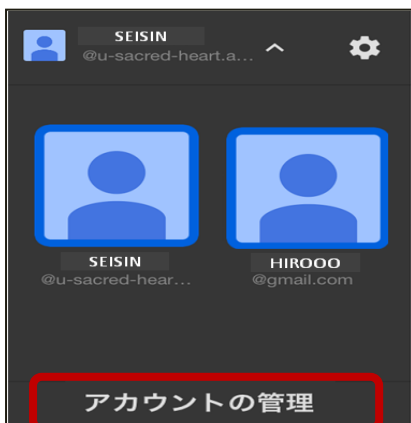 SEISIN
@u-sacred-heart.a...
SEISIN
@u-sacred-hear...
HIROOO
@gmail.com
アカウントの管理